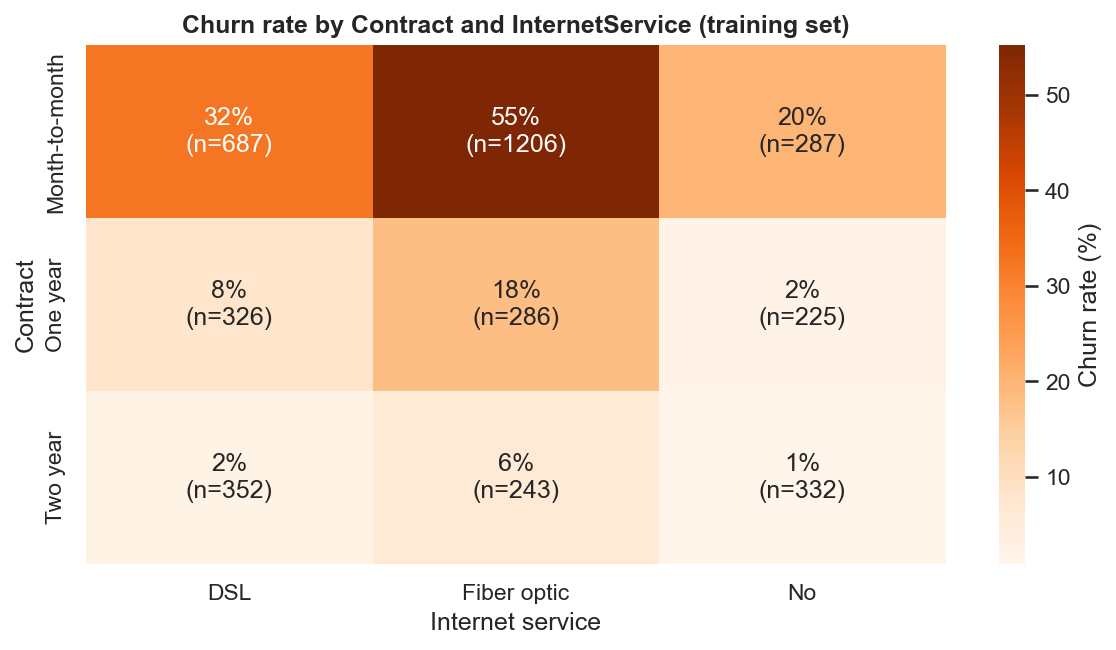 Churn rate by Contract and InternetService (training set)
Contract
Month-to-month
32%
(n=687)
55%
(n=1206)
20%
(n=287)
One year
8%
(n=326)
18%
(n=286)
2%
(n=225)
Two year
2%
(n=352)
6%
(n=243)
1%
(n=332)
DSL
Fiber optic
No
Internet service
50
40
30
20
10
Churn rate (%)